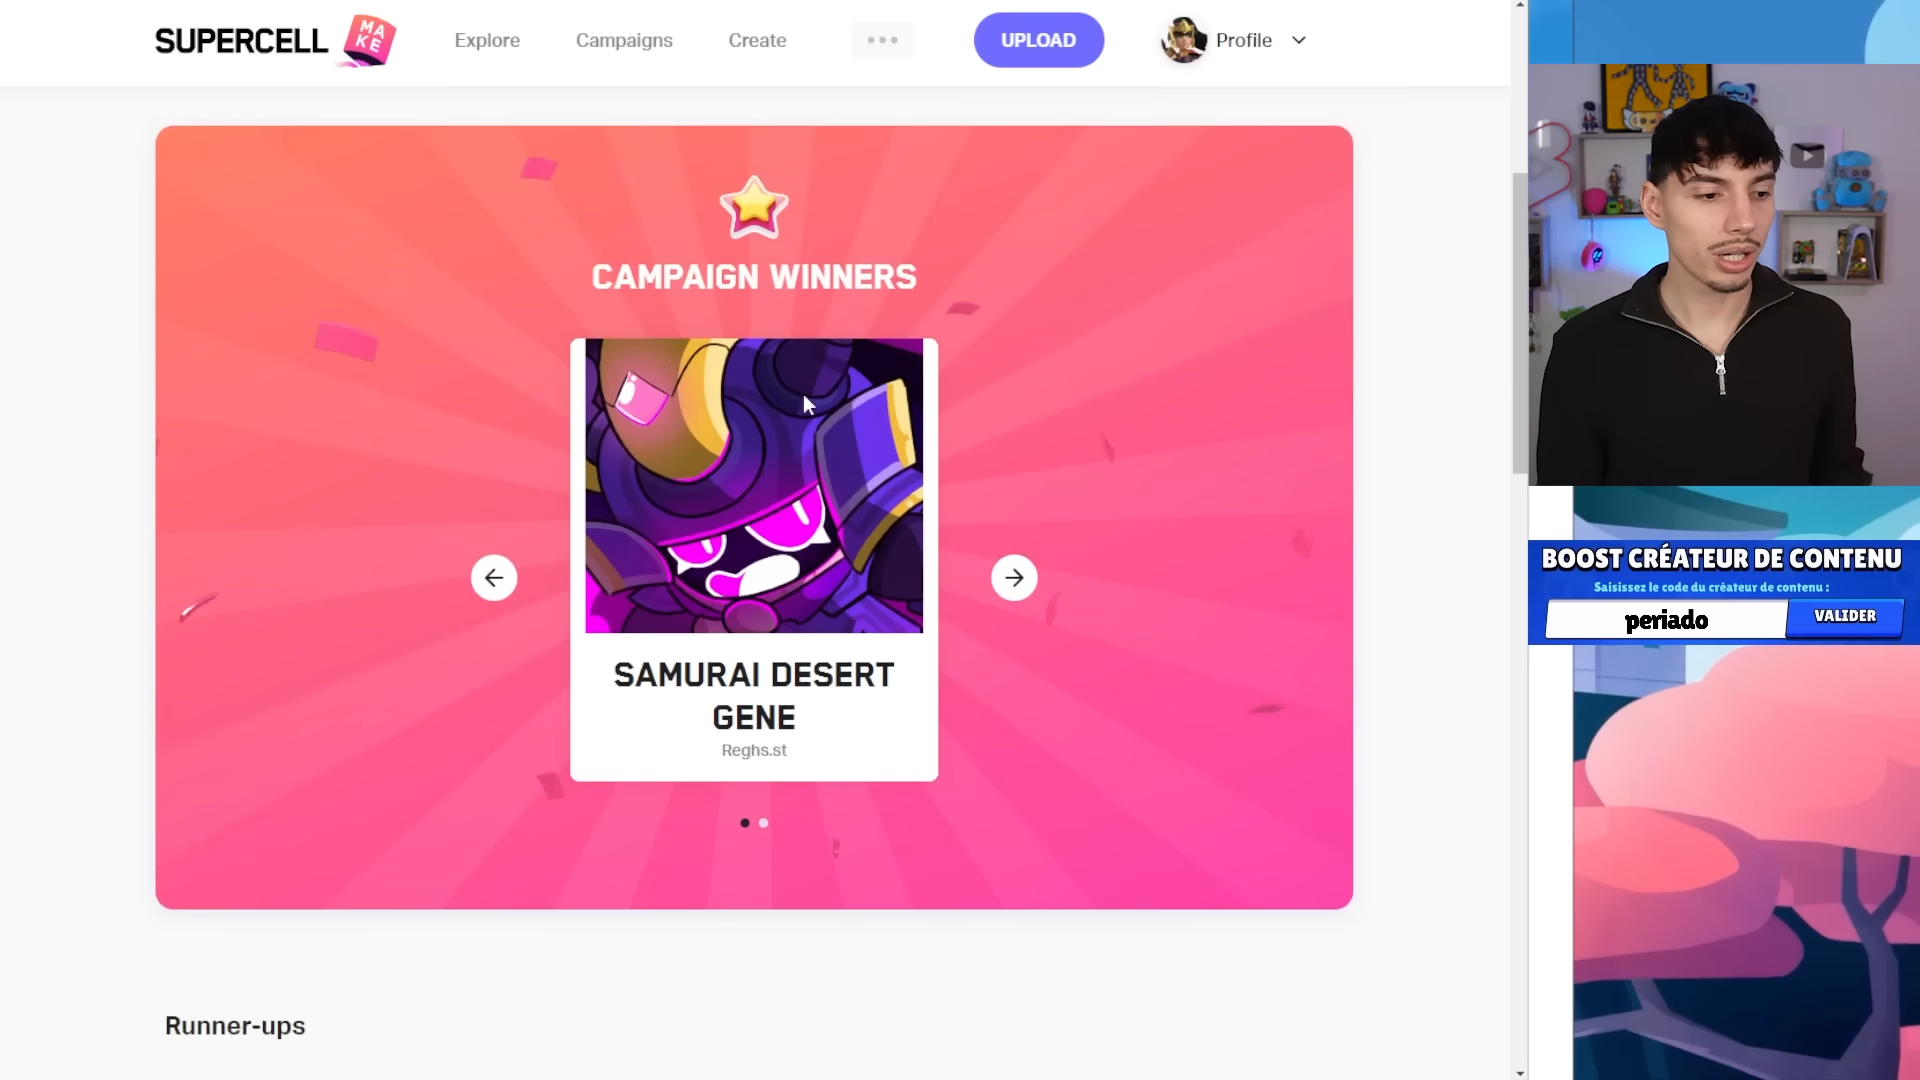 SUPERCELL
MA
KE
Explore
Campaigns
Create
UPLOAD
Profile
CAMPAIGN WINNERS
SAMURAI DESERT
GENE
Reghs.st
Runner-ups
BOOST CRÉATEUR DE CONTENU
Saisissez le code du créateur de contenu :
periado
VALIDER